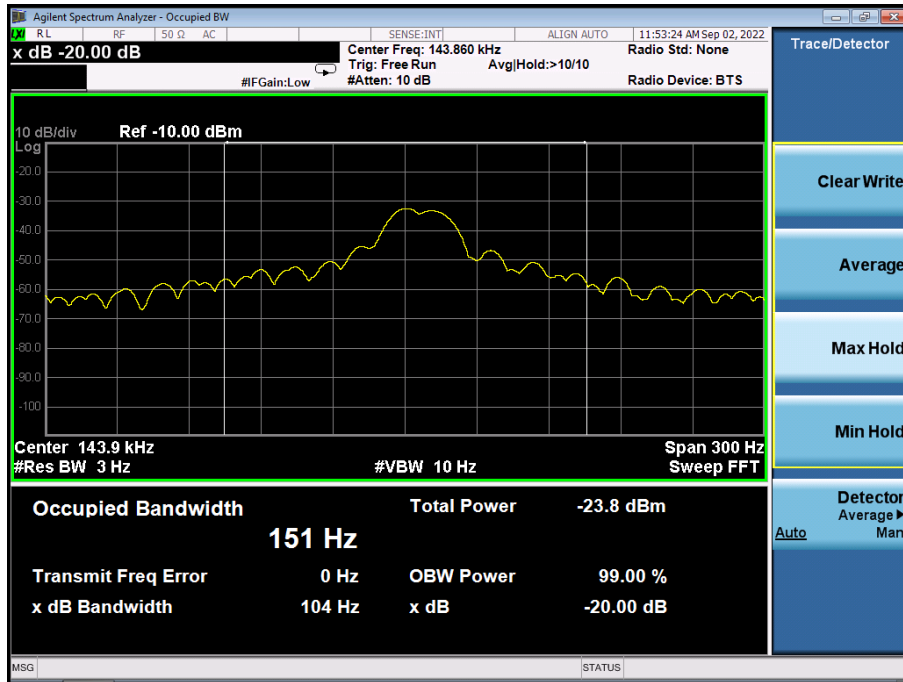 Agilent Spectrum Analyzer - Occupied BW
LXI RL RF 50 Ω AC SENSE:INT ALIGN AUTO 11:53:24 AM Sep 02, 2022
x dB -20.00 dB
Center Freq: 143.860 kHz Radio Std: None
Trig: Free Run Avg|Hold:>10/10
#IFGain:Low #Atten: 10 dB Radio Device: BTS
10 dB/div Ref -10.00 dBm
Log
-20.0
-30.0
-40.0
-50.0
-60.0
-70.0
-80.0
-90.0
-100
Center 143.9 kHz Span 300 Hz
#Res BW 3 Hz #VBW 10 Hz Sweep FFT
Occupied Bandwidth Total Power -23.8 dBm
151 Hz
Transmit Freq Error 0 Hz OBW Power 99.00 %
x dB Bandwidth 104 Hz x dB -20.00 dB
MSG STATUS
Trace/Detector
Clear Write
Average
Max Hold
Min Hold
Detector
Average
Auto Man